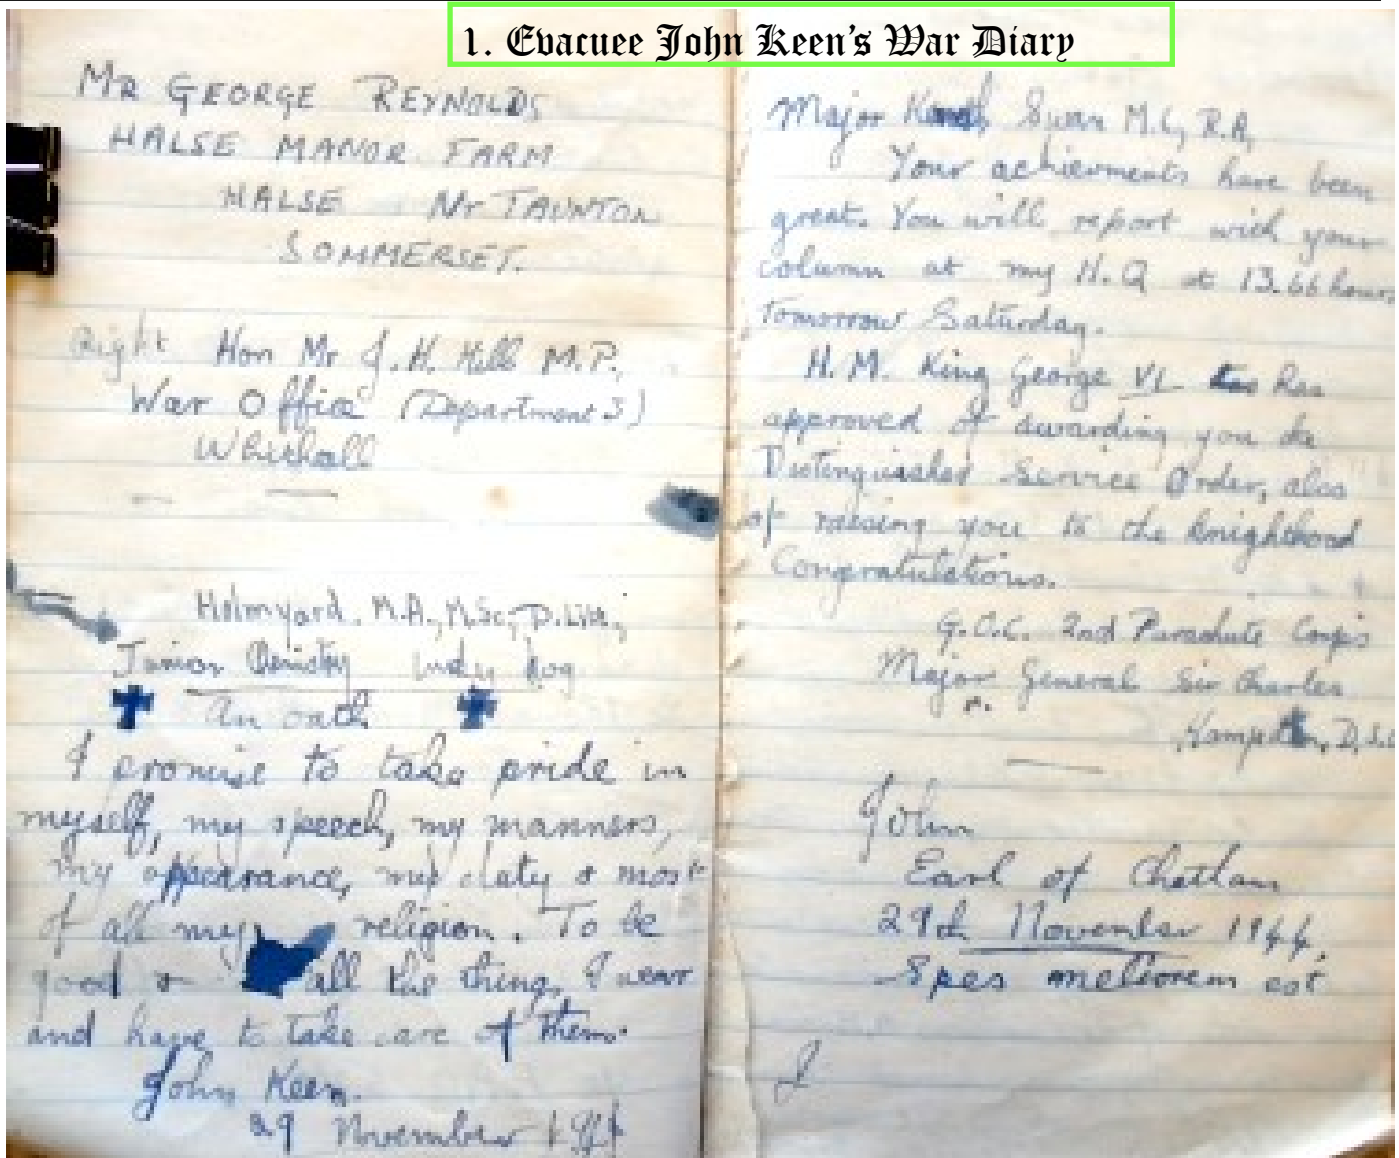 1. Evacuee John Keen's War Diary
MR GEORGE REYNOLDS
HALSE MANOR FARM
HALSE Nr TAUNTON
SOMMERSET.
Right Hon Mr J. H. Hill M.P.,
War Office (Department 3)
Whithall
Holmyard. M.A., M.Sc., D.Litt.,
Junior
An oath
I promise to take pride in
myself, my speech, my manners,
my appearance, my duty & most
of all my religion. To be
good & all the things I wear
and have to take care of them.
John Keen.
29 November 1944
Major Swan M.C, R.A,
Your achievments have been
great. You will report with your
column at my H.Q at 13.66 hours
Tomorrow Saturday.
H. M. King George VI has
approved of awarding you the
Distinguished Service Order, also
of raising you to the knighthood
Congratulations.
G.O.C. 2nd Parachute Corps
Major General Sir Charles
D.S.O
John
Earl of Chatham
29th November 1944.
Spes meliorem est
I